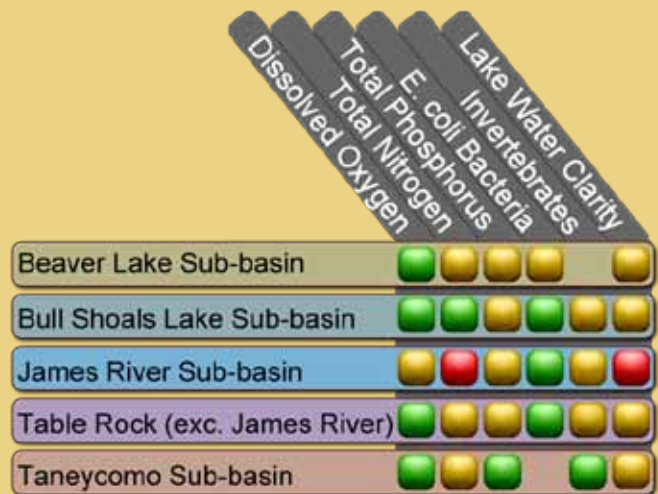 Dissolved Oxygen
Total Nitrogen
Total Phosphorus
E. coli Bacteria
Invertebrates
Lake Water Clarity
Beaver Lake Sub-basin
Bull Shoals Lake Sub-basin
James River Sub-basin
Table Rock (exc. James River)
Taneycomo Sub-basin